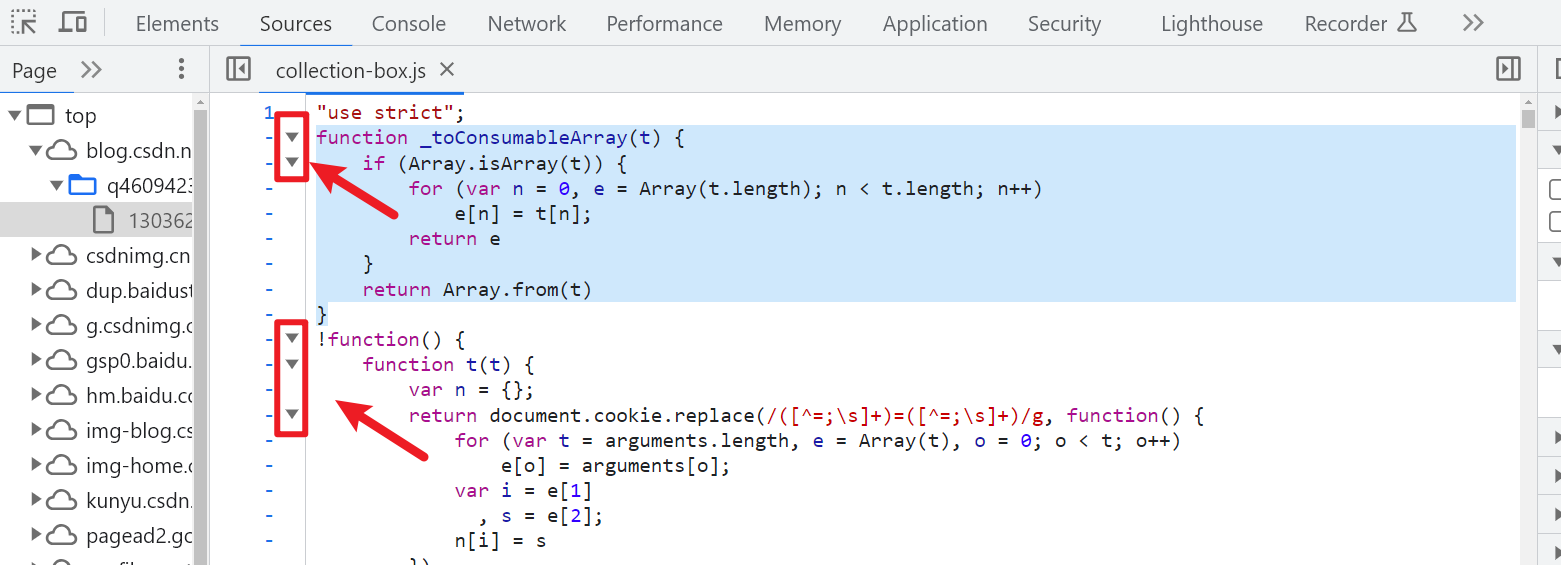 Elements Sources Console Network Performance Memory Application Security Lighthouse Recorder
Page
collection-box.js
top
blog.csdn.n
q4609423
130362
csdnimg.cn
dup.baidust
g.csdnimg.c
gsp0.baidu.
hm.baidu.cc
img-blog.cs
img-home.c
kunyu.csdn.
pagead2.gc
1 "use strict";
- function _toConsumableArray(t) {
-     if (Array.isArray(t)) {
-         for (var n = 0, e = Array(t.length); n < t.length; n++)
-             e[n] = t[n];
-         return e
-     }
-     return Array.from(t)
- }
- !function() {
-     function t(t) {
-         var n = {};
-         return document.cookie.replace(/([^=;\s]+)=([^=;\s]+)/g, function() {
-             for (var t = arguments.length, e = Array(t), o = 0; o < t; o++)
-                 e[o] = arguments[o];
-             var i = e[1]
-               , s = e[2];
-             n[i] = s